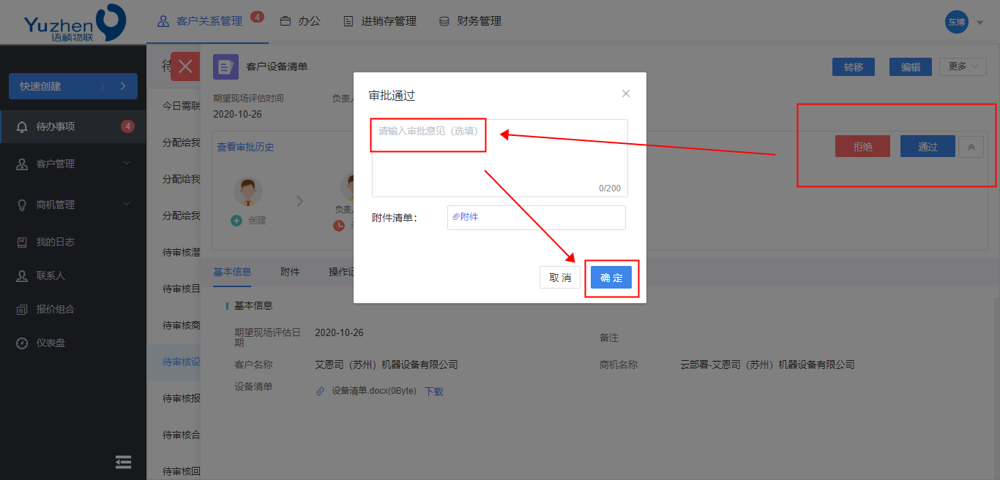 Yuzhen
语祯物联
客户关系管理 4
办公
进销存管理
财务管理
东博
快速创建
待办事项 4
客户管理
商机管理
我的日志
联系人
报价组合
仪表盘
待
今日需联
分配给我
分配给我
分配给我
待审核潜
待审核目
待审核商
待审核设
待审核报
待审核合
待审核回
客户设备清单
转移
编辑
更多
期望现场评估时间
2020-10-26
负责人
查看审批历史
创建
负责人
拒绝
通过
审批通过
请输入审批意见（选填）
0/200
附件清单：
附件
取 消
确 定
基本信息
附件
操作记
基本信息
期望现场评估日期
2020-10-26
备注
客户名称
艾恩司（苏州）机器设备有限公司
商机名称
云部署-艾恩司（苏州）机器设备有限公司
设备清单
设备清单.docx(0Byte)
下载